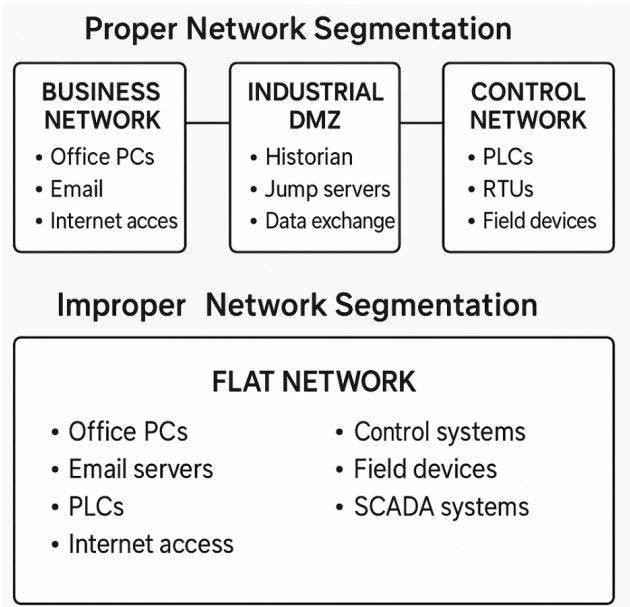 Proper Network Segmentation
BUSINESS
NETWORK
• Office PCs
• Email
• Internet acces
INDUSTRIAL
DMZ
• Historian
• Jump servers
• Data exchange
CONTROL
NETWORK
• PLCs
• RTUs
• Field devices
Improper Network Segmentation
FLAT NETWORK
• Office PCs
• Email servers
• PLCs
• Internet access
• Control systems
• Field devices
• SCADA systems